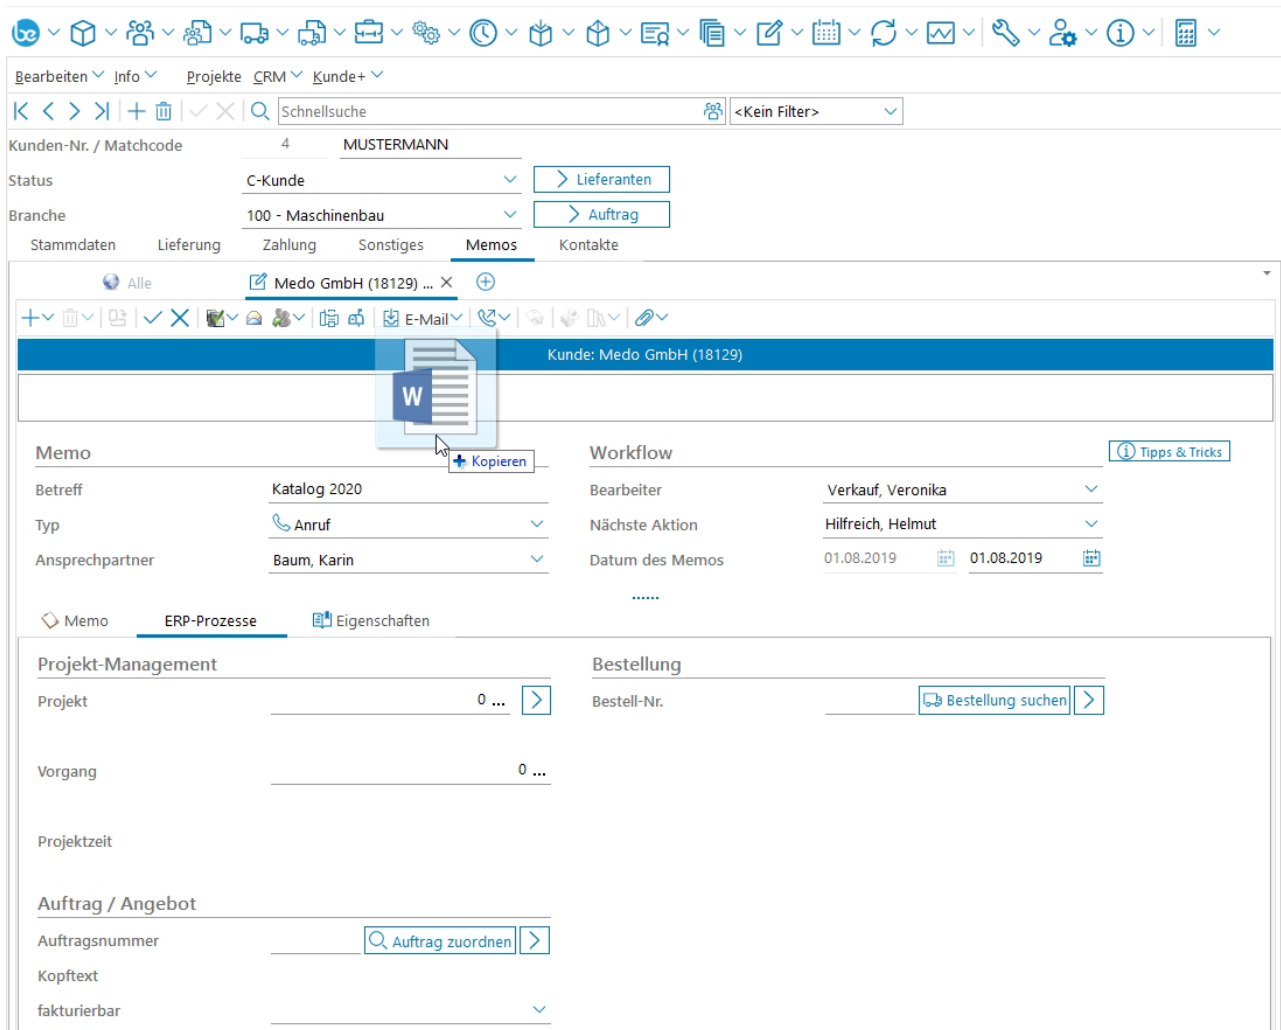 be
Bearbeiten Info Projekte CRM Kunde+
Schnellsuche <Kein Filter>
Kunden-Nr. / Matchcode 4 MUSTERMANN
Status C-Kunde Lieferanten
Branche 100 - Maschinenbau Auftrag
Stammdaten Lieferung Zahlung Sonstiges Memos Kontakte
Alle Medo GmbH (18129) ...
E-Mail
Kunde: Medo GmbH (18129)
W
Kopieren
Memo Workflow Tipps & Tricks
Betreff Katalog 2020 Bearbeiter Verkauf, Veronika
Typ Anruf Nächste Aktion Hilfreich, Helmut
Ansprechpartner Baum, Karin Datum des Memos 01.08.2019 01.08.2019
......
Memo ERP-Prozesse Eigenschaften
Projekt-Management Bestellung
Projekt 0 ... Bestell-Nr. Bestellung suchen
Vorgang 0 ...
Projektzeit
Auftrag / Angebot
Auftragsnummer Auftrag zuordnen
Kopftext
fakturierbar